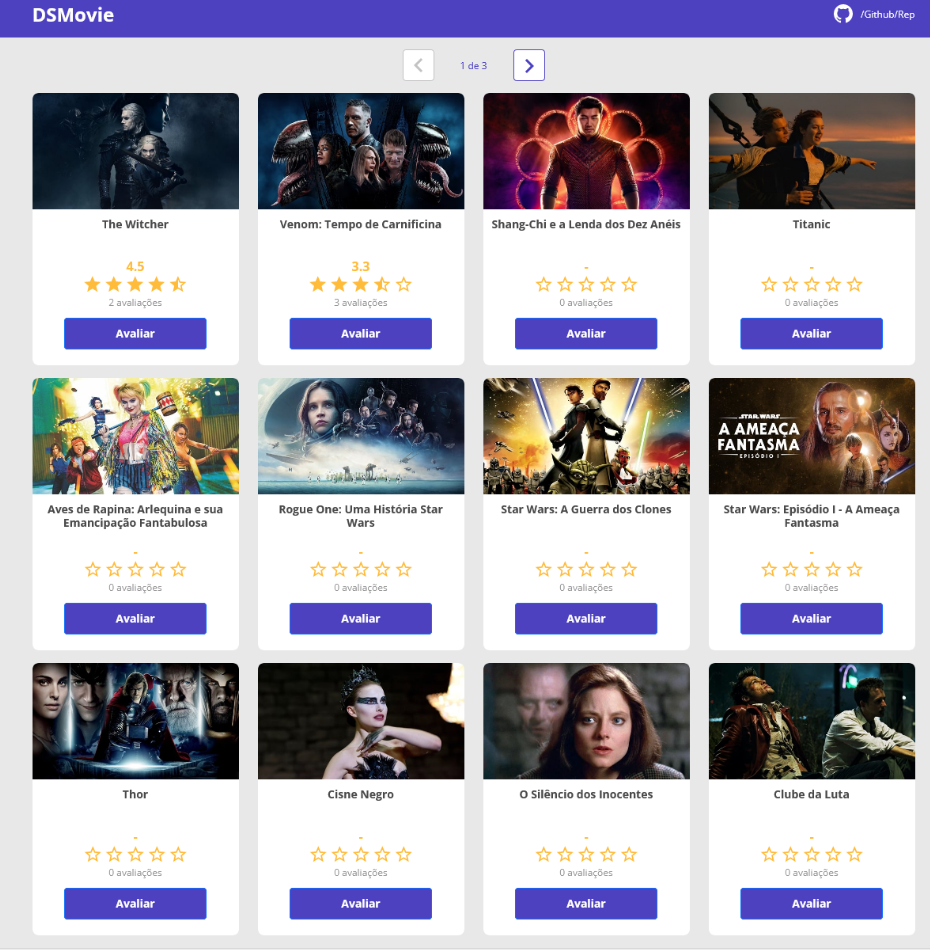 DSMovie
/Github/Rep
1 de 3
The Witcher
4.5
2 avaliações
Avaliar
Venom: Tempo de Carnificina
3.3
3 avaliações
Avaliar
Shang-Chi e a Lenda dos Dez Anéis
-
0 avaliações
Avaliar
Titanic
-
0 avaliações
Avaliar
Aves de Rapina: Arlequina e sua
Emancipação Fantabulosa
-
0 avaliações
Avaliar
Rogue One: Uma História Star
Wars
-
0 avaliações
Avaliar
Star Wars: A Guerra dos Clones
-
0 avaliações
Avaliar
STAR WARS
A AMEAÇA
FANTASMA
EPISÓDIO I
Star Wars: Episódio I - A Ameaça
Fantasma
-
0 avaliações
Avaliar
Thor
-
0 avaliações
Avaliar
Cisne Negro
-
0 avaliações
Avaliar
O Silêncio dos Inocentes
-
0 avaliações
Avaliar
Clube da Luta
-
0 avaliações
Avaliar